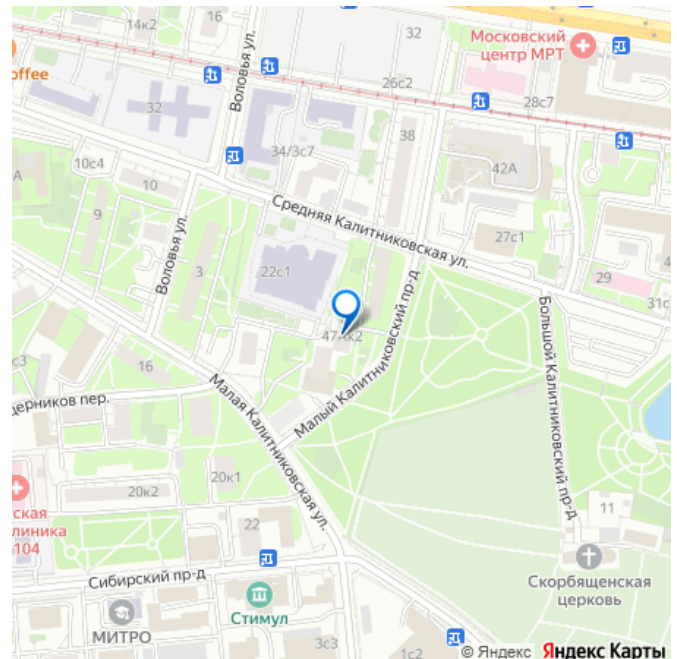 14к2
16
32
Московский
центр МРТ
offee
Воловья ул.
26с2
28с7
32
34/3с7
38
42А
10с4
А
10
9
Средняя Калитниковская ул.
27с1
Воловья ул.
3
22с1
29
31с
47Ак2
с3
16
Малый Калитниковский пр-д
Большой Калитниковский пр-д
Малая Калитниковская ул.
дерников пер.
20к1
20к2
ская
линика
104
22
11
Сибирский пр-д
Скорбященская
церковь
Стимул
МИТРО
3с3
1с2
© Яндекс Яндекс Карты